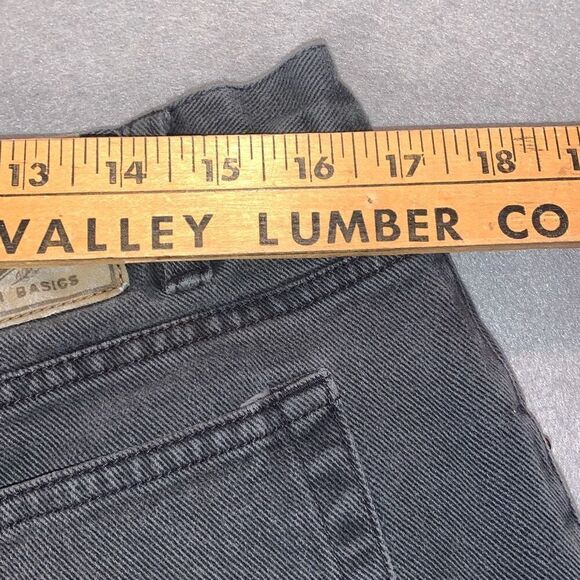 13 14 15 16 17 18
VALLEY LUMBER CO
BASICS